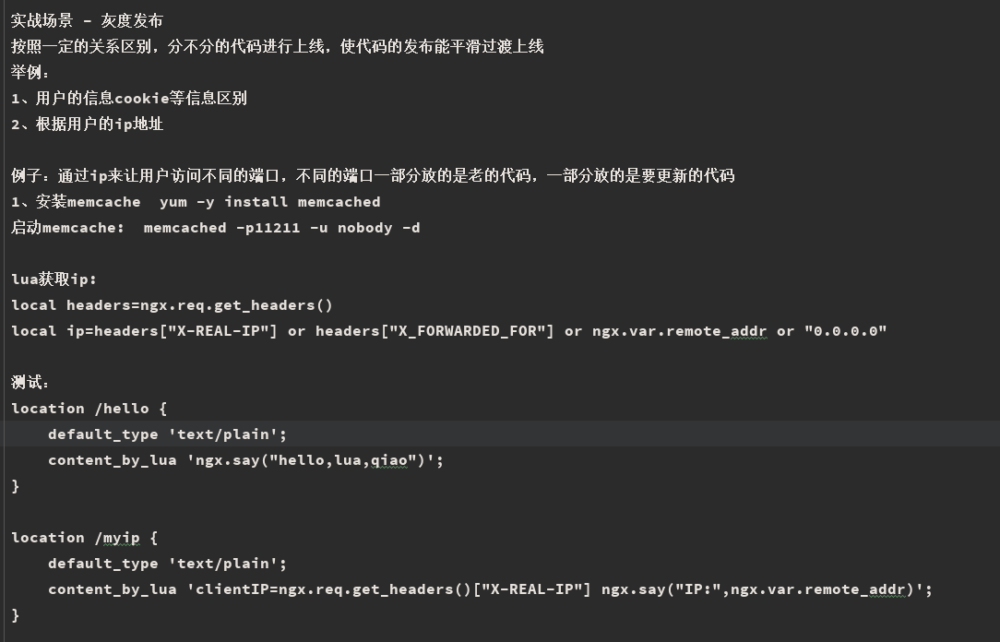 实战场景 - 灰度发布
按照一定的关系区别，分不分的代码进行上线，使代码的发布能平滑过渡上线
举例：
1、用户的信息cookie等信息区别
2、根据用户的ip地址
例子：通过ip来让用户访问不同的端口，不同的端口一部分放的是老的代码，一部分放的是要更新的代码
1、安装memcache  yum -y install memcached
启动memcache:  memcached -p11211 -u nobody -d
lua获取ip:
local headers=ngx.req.get_headers()
local ip=headers["X-REAL-IP"] or headers["X_FORWARDED_FOR"] or ngx.var.remote_addr or "0.0.0.0"
测试：
location /hello {
    default_type 'text/plain';
    content_by_lua 'ngx.say("hello,lua,qiao")';
}
location /myip {
    default_type 'text/plain';
    content_by_lua 'clientIP=ngx.req.get_headers()["X-REAL-IP"] ngx.say("IP:",ngx.var.remote_addr)';
}